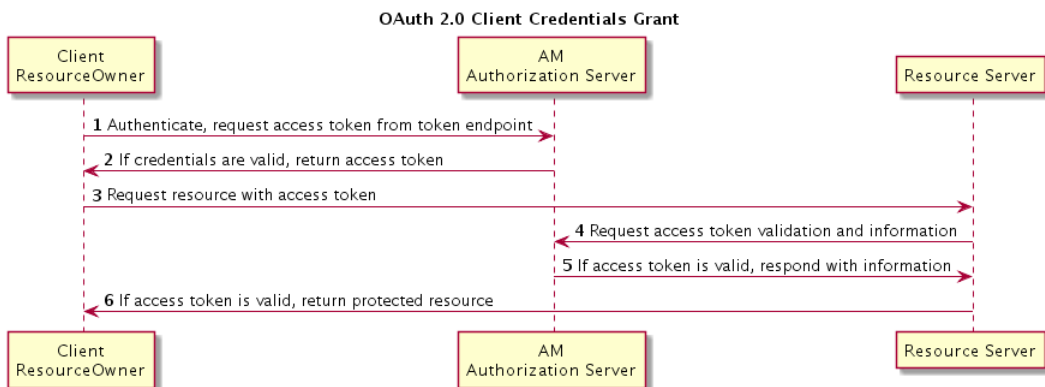 OAuth 2.0 Client Credentials Grant
Client
ResourceOwner
AM
Authorization Server
Resource Server
1 Authenticate, request access token from token endpoint
2 If credentials are valid, return access token
3 Request resource with access token
4 Request access token validation and information
5 If access token is valid, respond with information
6 If access token is valid, return protected resource
Client
ResourceOwner
AM
Authorization Server
Resource Server